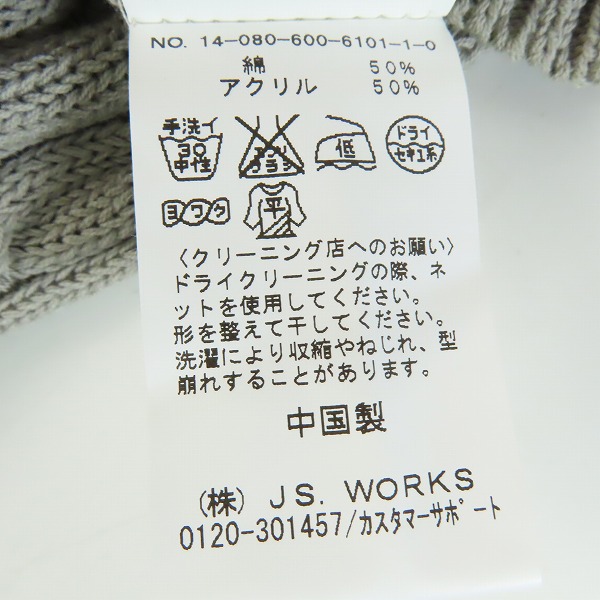 NO. 14-080-600-6101-1-0
綿 50%
アクリル 50%
手洗イ
30
中性
エンソ
サラシ
低
ドライ
セキユ系
ヨワク
平
〈クリーニング店へのお願い〉
ドライクリーニングの際、ネ
ットを使用してください。
形を整えて干してください。
洗濯により収縮やねじれ、型
崩れすることがあります。
中国製
(株) JS. WORKS
0120-301457/カスタマーサポート